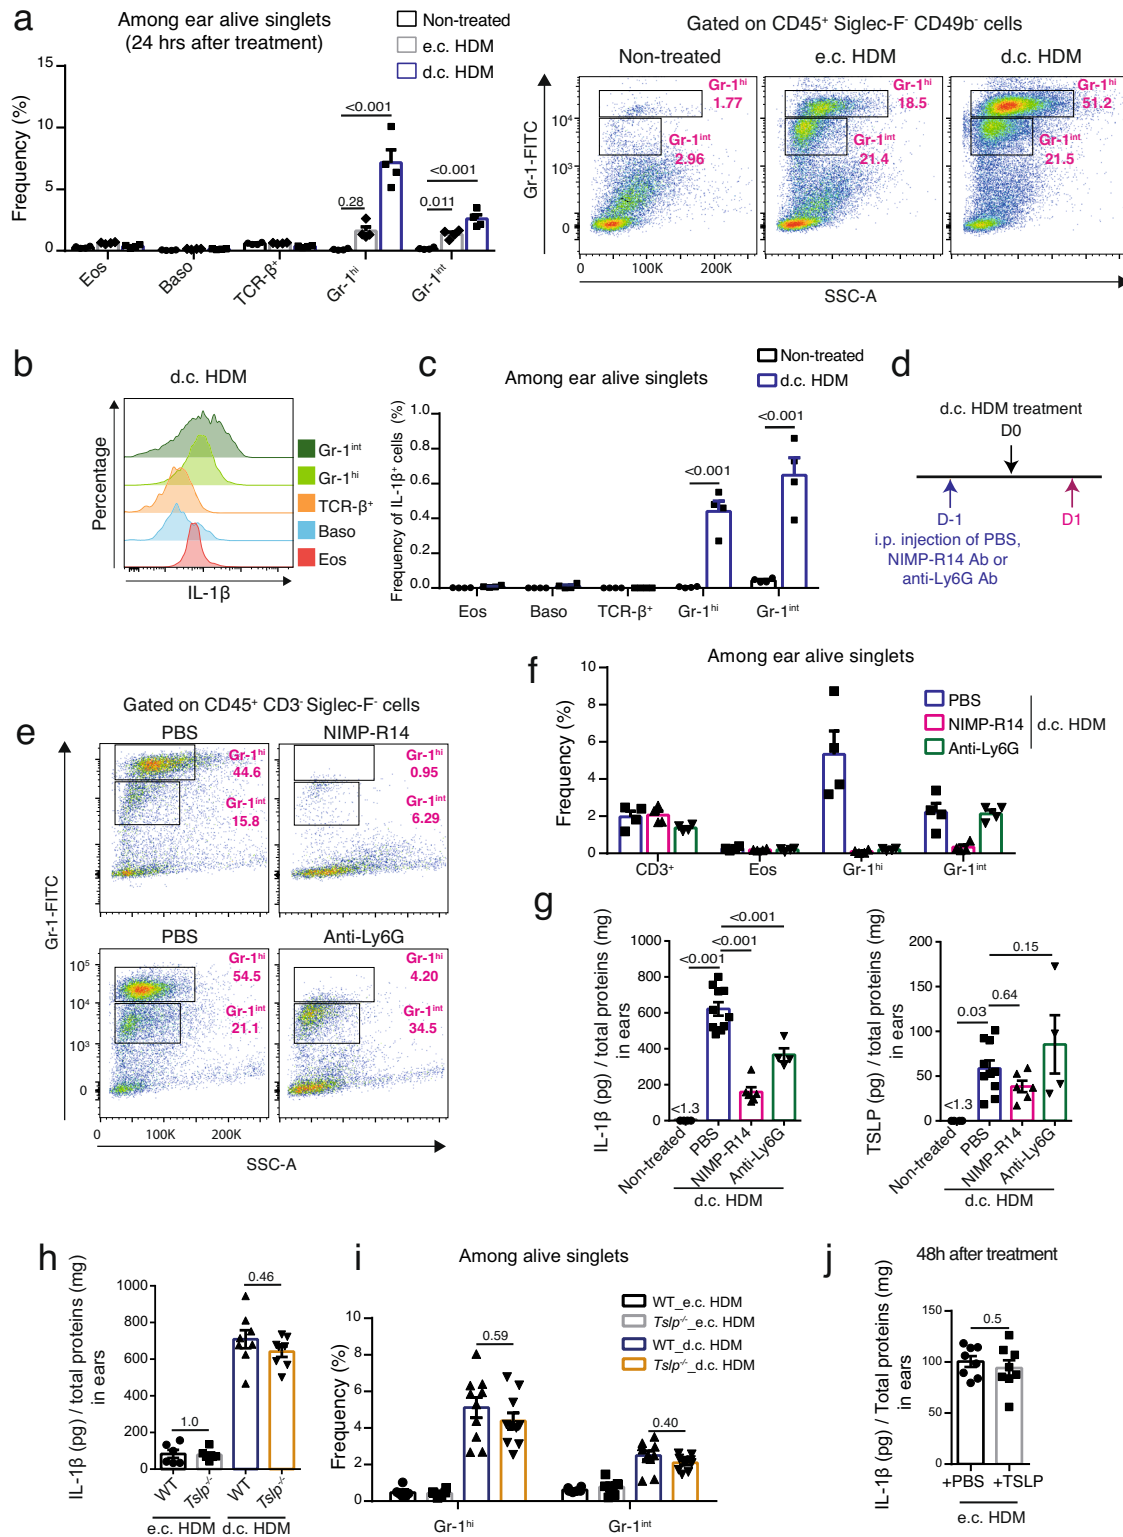 a
Among ear alive singlets
(24 hrs after treatment)
Non-treated
e.c. HDM
d.c. HDM
Frequency (%)
15
10
5
0
<0.001
0.28
<0.001
0.011
Eos
Baso
TCR-β⁺
Gr-1ʰⁱ
Gr-1ⁱⁿᵗ
Gated on CD45⁺ Siglec-F⁻ CD49b⁻ cells
Non-treated
e.c. HDM
d.c. HDM
Gr-1-FITC
10⁴
10³
0
Gr-1ʰⁱ
1.77
Gr-1ⁱⁿᵗ
2.96
18.5
Gr-1ⁱⁿᵗ
21.4
Gr-1ʰⁱ
51.2
Gr-1ⁱⁿᵗ
21.5
0 100K 200K
SSC-A
b
d.c. HDM
Percentage
IL-1β
Gr-1ⁱⁿᵗ
Gr-1ʰⁱ
TCR-β⁺
Baso
Eos
c
Among ear alive singlets
Non-treated
d.c. HDM
Frequency of IL-1β⁺ cells (%)
1.0
0.8
0.6
0.4
0.2
0.0
<0.001
<0.001
Eos
Baso
TCR-β⁺
Gr-1ʰⁱ
Gr-1ⁱⁿᵗ
d
d.c. HDM treatment
D0
D-1
D1
i.p. injection of PBS,
NIMP-R14 Ab or
anti-Ly6G Ab
e
Gated on CD45⁺ CD3⁻ Siglec-F⁻ cells
PBS
NIMP-R14
Gr-1ʰⁱ
44.6
Gr-1ⁱⁿᵗ
15.8
Gr-1ʰⁱ
0.95
Gr-1ⁱⁿᵗ
6.29
Gr-1-FITC
PBS
Anti-Ly6G
10⁵
10⁴
10³
0
Gr-1ʰⁱ
54.5
Gr-1ⁱⁿᵗ
21.1
Gr-1ʰⁱ
4.20
Gr-1ⁱⁿᵗ
34.5
0 100K 200K
SSC-A
f
Among ear alive singlets
Frequency (%)
10
8
6
4
2
0
PBS
NIMP-R14
Anti-Ly6G
d.c. HDM
CD3⁺
Eos
Gr-1ʰⁱ
Gr-1ⁱⁿᵗ
g
IL-1β (pg) / total proteins (mg)
in ears
1000
800
600
400
200
0
<0.001
<0.001
<0.001
<1.3
Non-treated
PBS
NIMP-R14
Anti-Ly6G
d.c. HDM
TSLP (pg) / total proteins (mg)
in ears
200
150
100
50
0
0.15
0.64
0.03
<1.3
Non-treated
PBS
NIMP-R14
Anti-Ly6G
d.c. HDM
h
IL-1β (pg) / total proteins (mg)
in ears
1000
800
600
400
200
0
0.46
1.0
WT
Tslp⁻/⁻
WT
Tslp⁻/⁻
e.c. HDM
d.c. HDM
i
Among alive singlets
Frequency (%)
10
8
6
4
2
0
WT_e.c. HDM
Tslp⁻/⁻_e.c. HDM
WT_d.c. HDM
Tslp⁻/⁻_d.c. HDM
0.59
0.40
Gr-1ʰⁱ
Gr-1ⁱⁿᵗ
j
48h after treatment
IL-1β (pg) / Total proteins (mg)
in ears
150
100
50
0
0.5
+PBS
+TSLP
e.c. HDM